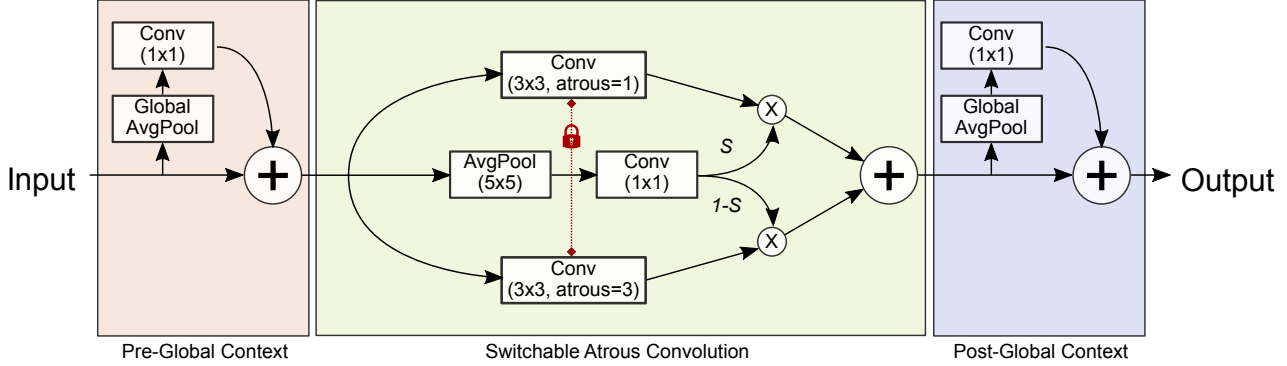 Input
Conv
(1x1)
Global
AvgPool
+
Pre-Global Context
Conv
(3x3, atrous=1)
AvgPool
(5x5)
Conv
(1x1)
Conv
(3x3, atrous=3)
S
1-S
X
X
+
Switchable Atrous Convolution
Conv
(1x1)
Global
AvgPool
+
Post-Global Context
Output